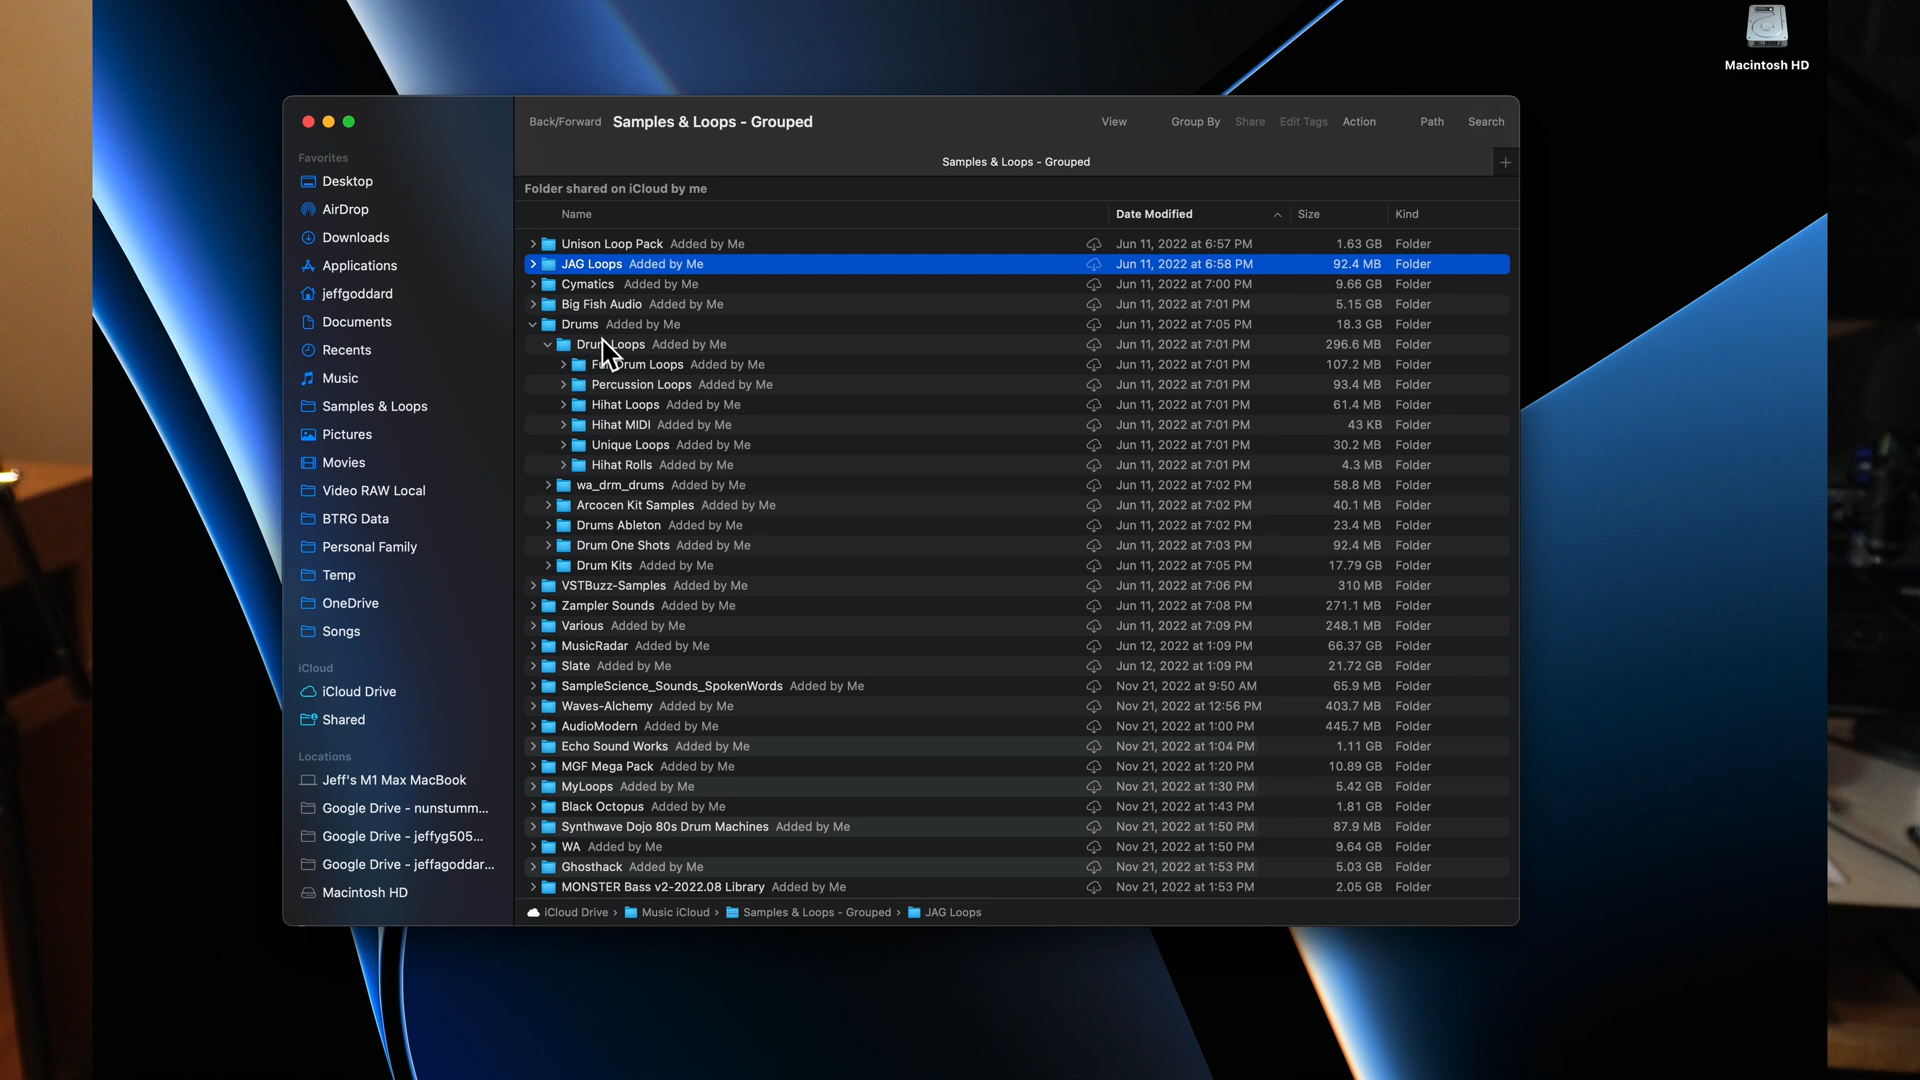 Macintosh HD
Back/Forward Samples & Loops - Grouped View Group By Share Edit Tags Action Path Search
Samples & Loops - Grouped
Folder shared on iCloud by me
Name Date Modified Size Kind
Favorites
Desktop
AirDrop
Downloads
Applications
jeffgoddard
Documents
Recents
Music
Samples & Loops
Pictures
Movies
Video RAW Local
BTRG Data
Personal Family
Temp
OneDrive
Songs
iCloud
iCloud Drive
Shared
Locations
Jeff's M1 Max MacBook
Google Drive - nunstumm...
Google Drive - jeffyg505...
Google Drive - jeffagoddar...
Macintosh HD
Unison Loop Pack Added by Me Jun 11, 2022 at 6:57 PM 1.63 GB Folder
JAG Loops Added by Me Jun 11, 2022 at 6:58 PM 92.4 MB Folder
Cymatics Added by Me Jun 11, 2022 at 7:00 PM 9.66 GB Folder
Big Fish Audio Added by Me Jun 11, 2022 at 7:01 PM 5.15 GB Folder
Drums Added by Me Jun 11, 2022 at 7:05 PM 18.3 GB Folder
Drum Loops Added by Me Jun 11, 2022 at 7:01 PM 296.6 MB Folder
Full Drum Loops Added by Me Jun 11, 2022 at 7:01 PM 107.2 MB Folder
Percussion Loops Added by Me Jun 11, 2022 at 7:01 PM 93.4 MB Folder
Hihat Loops Added by Me Jun 11, 2022 at 7:01 PM 61.4 MB Folder
Hihat MIDI Added by Me Jun 11, 2022 at 7:01 PM 43 KB Folder
Unique Loops Added by Me Jun 11, 2022 at 7:01 PM 30.2 MB Folder
Hihat Rolls Added by Me Jun 11, 2022 at 7:01 PM 4.3 MB Folder
wa_drm_drums Added by Me Jun 11, 2022 at 7:02 PM 58.8 MB Folder
Arcocen Kit Samples Added by Me Jun 11, 2022 at 7:02 PM 40.1 MB Folder
Drums Ableton Added by Me Jun 11, 2022 at 7:02 PM 23.4 MB Folder
Drum One Shots Added by Me Jun 11, 2022 at 7:03 PM 92.4 MB Folder
Drum Kits Added by Me Jun 11, 2022 at 7:05 PM 17.79 GB Folder
VSTBuzz-Samples Added by Me Jun 11, 2022 at 7:06 PM 310 MB Folder
Zampler Sounds Added by Me Jun 11, 2022 at 7:08 PM 271.1 MB Folder
Various Added by Me Jun 11, 2022 at 7:09 PM 248.1 MB Folder
MusicRadar Added by Me Jun 12, 2022 at 1:09 PM 66.37 GB Folder
Slate Added by Me Jun 12, 2022 at 1:09 PM 21.72 GB Folder
SampleScience_Sounds_SpokenWords Added by Me Nov 21, 2022 at 9:50 AM 65.9 MB Folder
Waves-Alchemy Added by Me Nov 21, 2022 at 12:56 PM 403.7 MB Folder
AudioModern Added by Me Nov 21, 2022 at 1:00 PM 445.7 MB Folder
Echo Sound Works Added by Me Nov 21, 2022 at 1:04 PM 1.11 GB Folder
MGF Mega Pack Added by Me Nov 21, 2022 at 1:20 PM 10.89 GB Folder
MyLoops Added by Me Nov 21, 2022 at 1:30 PM 5.42 GB Folder
Black Octopus Added by Me Nov 21, 2022 at 1:43 PM 1.81 GB Folder
Synthwave Dojo 80s Drum Machines Added by Me Nov 21, 2022 at 1:50 PM 87.9 MB Folder
WA Added by Me Nov 21, 2022 at 1:50 PM 9.64 GB Folder
Ghosthack Added by Me Nov 21, 2022 at 1:53 PM 5.03 GB Folder
MONSTER Bass v2-2022.08 Library Added by Me Nov 21, 2022 at 1:53 PM 2.05 GB Folder
iCloud Drive › Music iCloud › Samples & Loops - Grouped › JAG Loops